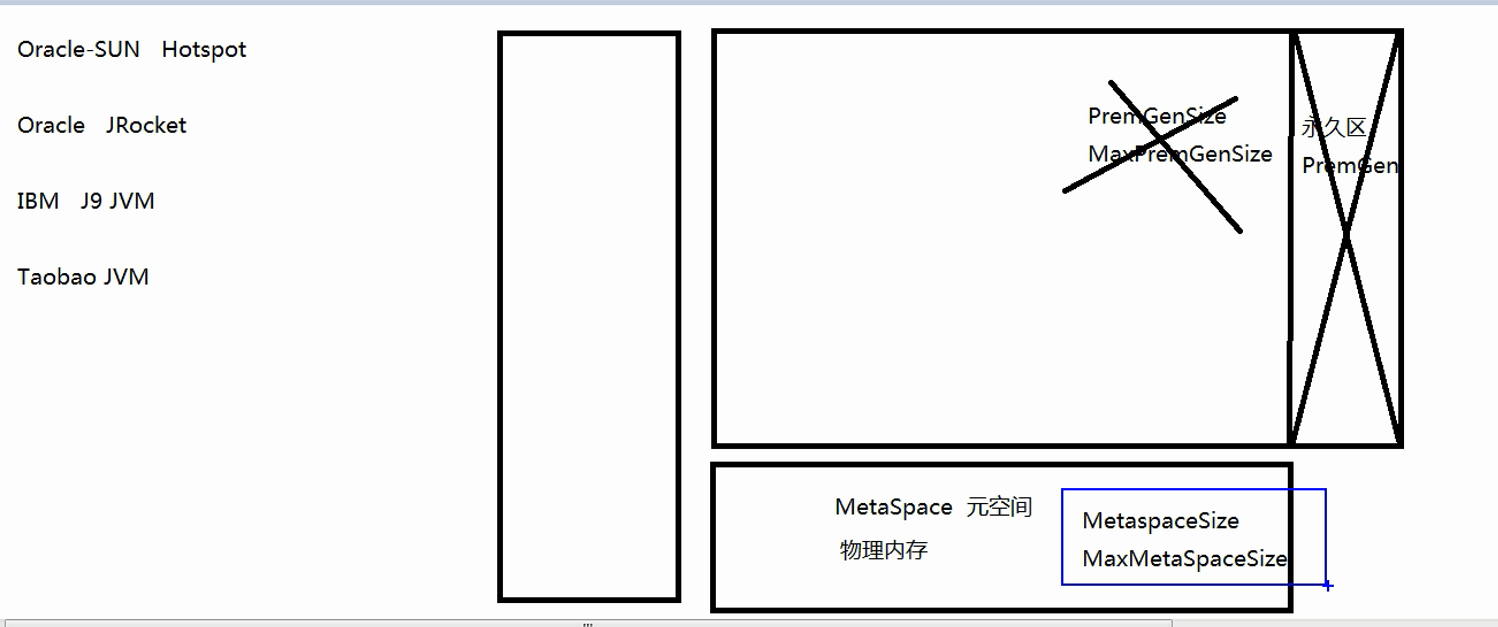 Oracle-SUN Hotspot
Oracle JRocket
IBM J9 JVM
Taobao JVM
PremGenSize
MaxPremGenSize
永久区
PremGen
MetaSpace 元空间
物理内存
MetaspaceSize
MaxMetaSpaceSize